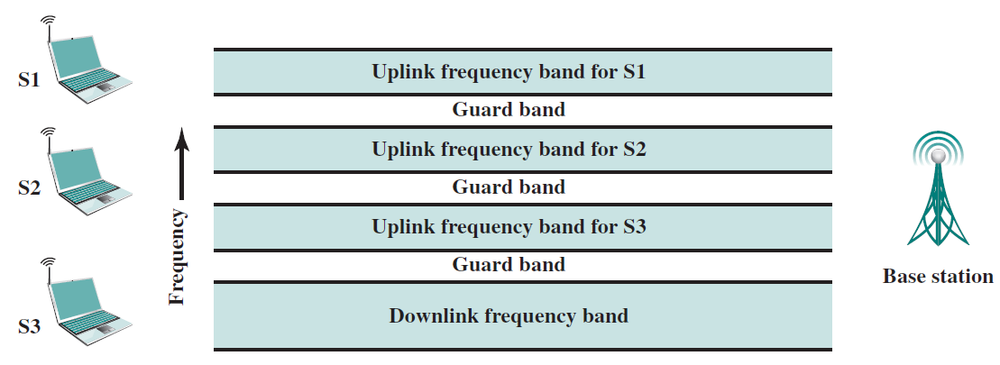 S1
Uplink frequency band for S1
Guard band
S2
Uplink frequency band for S2
Guard band
Frequency
Uplink frequency band for S3
Guard band
Base station
S3
Downlink frequency band